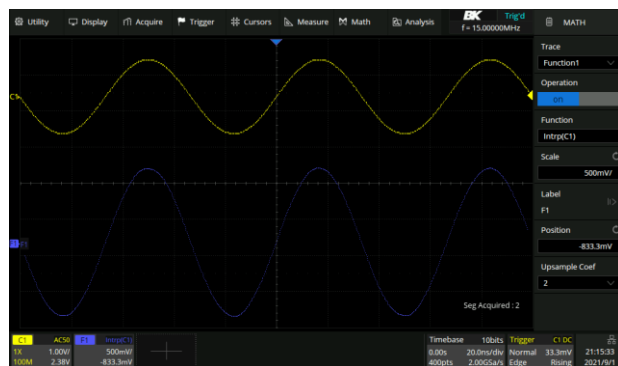 Utility Display Acquire Trigger Cursors Measure Math Analysis BK Trig'd MATH
f = 15.00000MHz
Trace
Function1
Operation
on
Function
Intrp(C1)
Scale
500mV/
Label
F1
Position
-833.3mV
Upsample Coef
2
C1
F1
Seg Acquired : 2
C1 AC50 F1 Intrp(C1) Timebase 10bits Trigger C1 DC
1X 1.00V/ 500mV/ 0.00s 20.0ns/div Normal 33.3mV 21:15:33
100M 2.38V -833.3mV 400pts 2.00GSa/s Edge Rising 2021/9/1